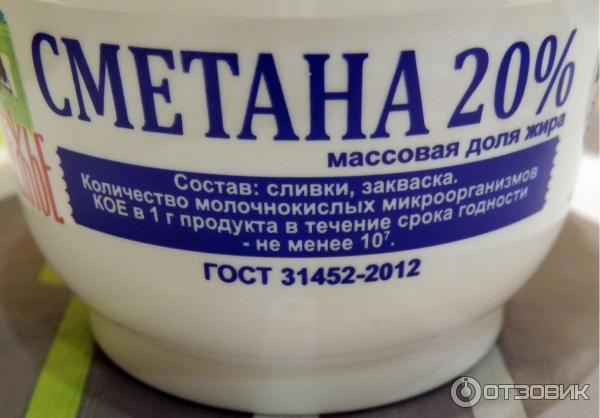 СМЕТАНА 20%
массовая доля жира
Состав: сливки, закваска.
Количество молочнокислых микроорганизмов
КОЕ в 1 г продукта в течение срока годности
- не менее 10⁷.
ГОСТ 31452-2012
ОТЗОВИК